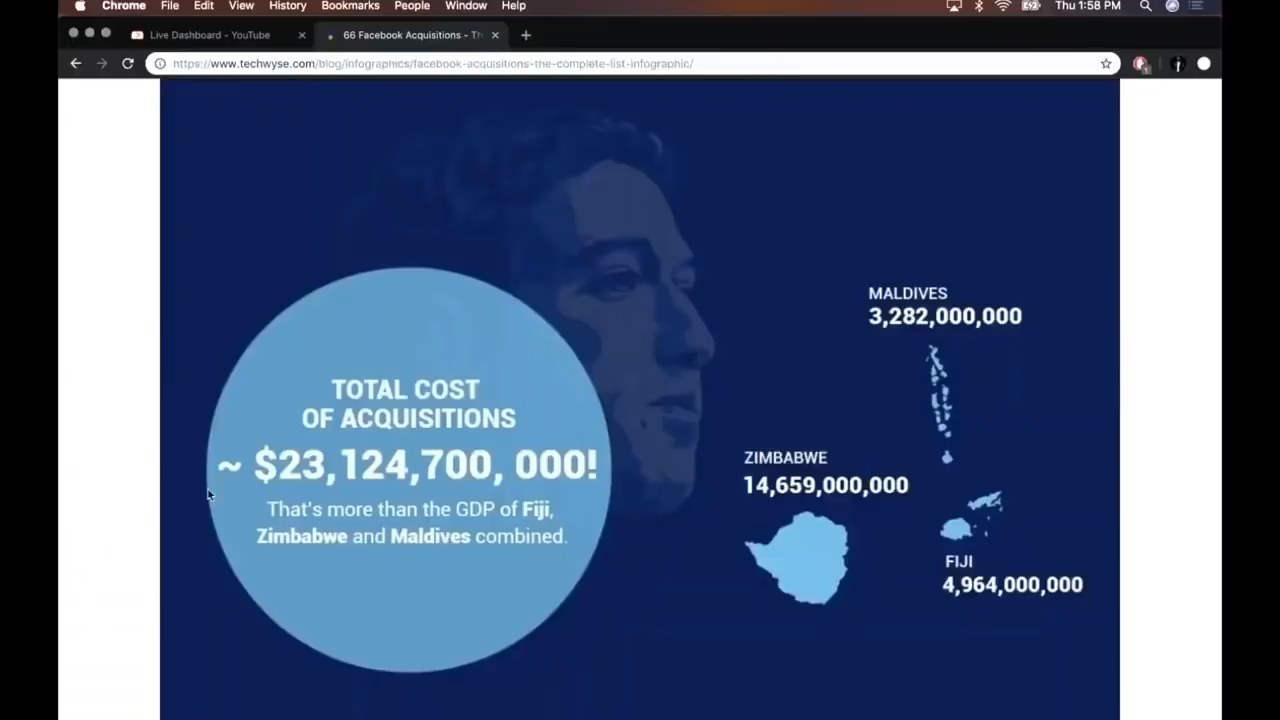 Chrome File Edit View History Bookmarks People Window Help Thu 1:58 PM
Live Dashboard - YouTube 66 Facebook Acquisitions - Th
https://www.techwyse.com/blog/infographics/facebook-acquisitions-the-complete-list-infographic/
TOTAL COST
OF ACQUISITIONS
~ $23,124,700, 000!
That's more than the GDP of Fiji,
Zimbabwe and Maldives combined.
MALDIVES
3,282,000,000
ZIMBABWE
14,659,000,000
FIJI
4,964,000,000